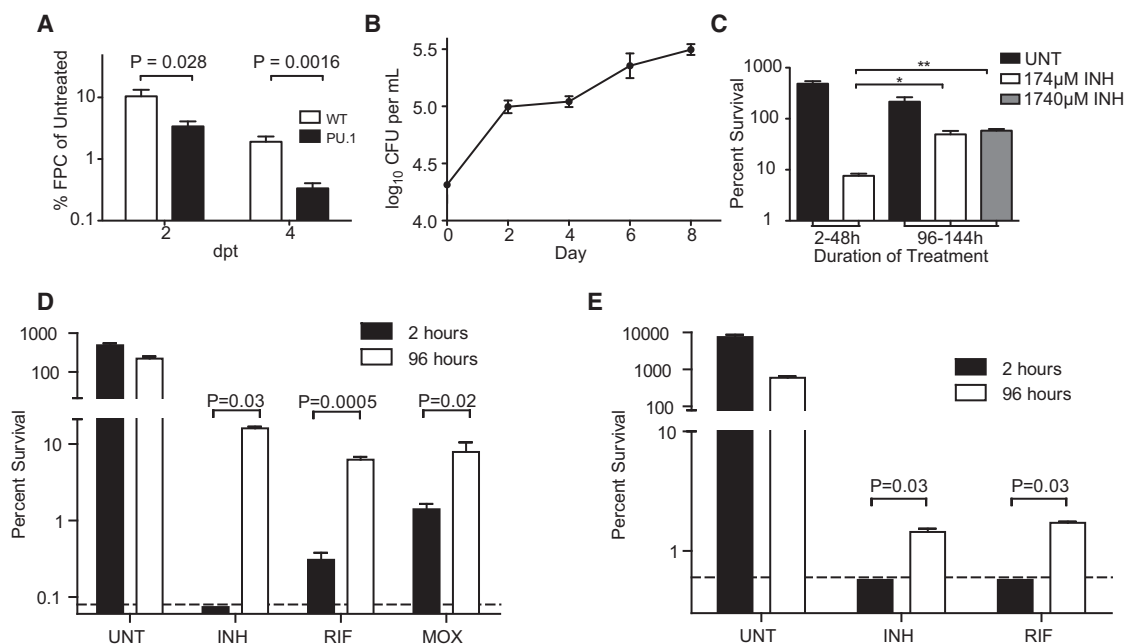 A
% FPC of Untreated
10
1
0.1
P = 0.028
P = 0.0016
WT
PU.1
2
4
dpt
B
log10 CFU per mL
5.5
5.0
4.5
4.0
0
2
4
6
8
Day
C
Percent Survival
1000
100
10
1
**
*
UNT
174µM INH
1740µM INH
2-48h
96-144h
Duration of Treatment
D
Percent Survival
1000
100
10
1
0.1
2 hours
96 hours
P=0.03
P=0.0005
P=0.02
UNT
INH
RIF
MOX
E
Percent Survival
10000
1000
100
10
1
2 hours
96 hours
P=0.03
P=0.03
UNT
INH
RIF